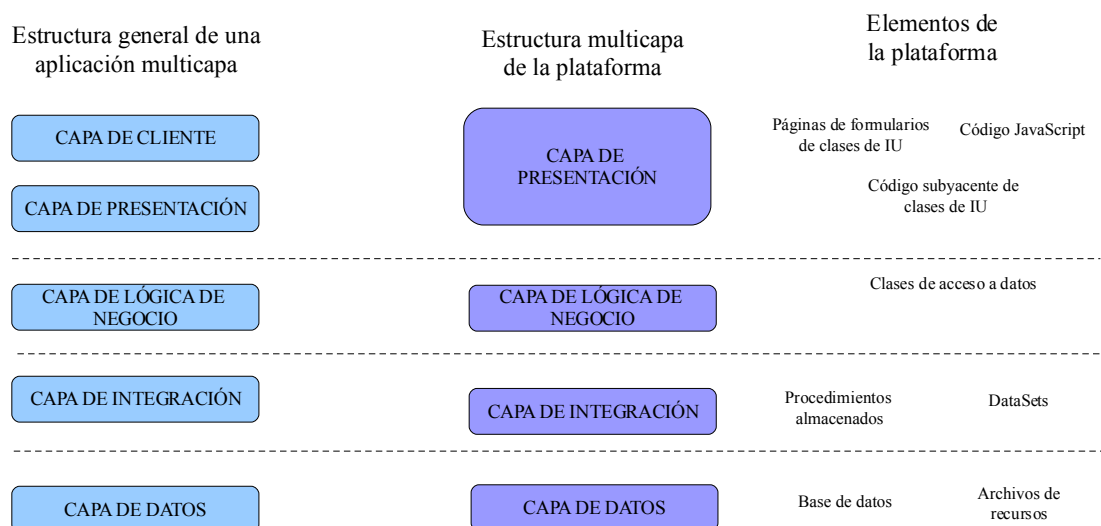 Estructura general de una
aplicación multicapa
Estructura multicapa
de la plataforma
Elementos de
la plataforma
CAPA DE CLIENTE
CAPA DE PRESENTACIÓN
CAPA DE
PRESENTACIÓN
Páginas de formularios
de clases de IU
Código JavaScript
Código subyacente de
clases de IU
CAPA DE LÓGICA DE
NEGOCIO
CAPA DE LÓGICA DE
NEGOCIO
Clases de acceso a datos
CAPA DE INTEGRACIÓN
CAPA DE INTEGRACIÓN
Procedimientos
almacenados
DataSets
CAPA DE DATOS
CAPA DE DATOS
Base de datos
Archivos de
recursos